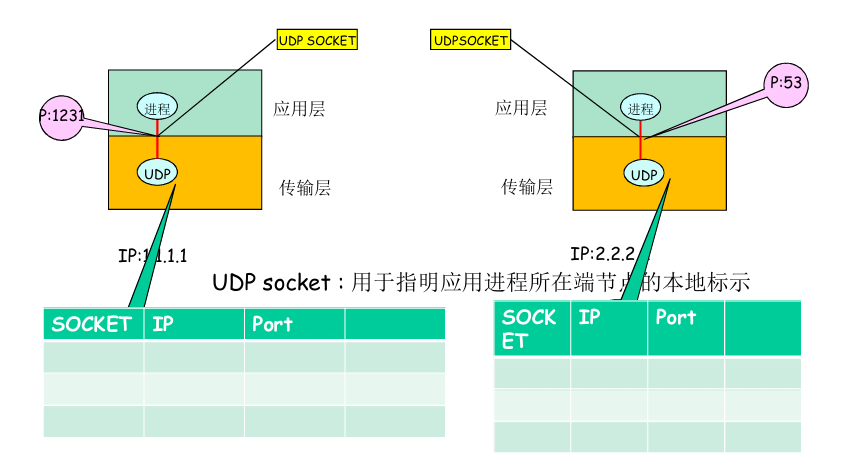 UDP SOCKET
UDPSOCKET
P:1231
进程
应用层
应用层
进程
P:53
UDP
传输层
传输层
UDP
IP:1.1.1.1
IP:2.2.2.
UDP socket：用于指明应用进程所在端节点的本地标示
SOCKET IP Port
SOCK
ET IP Port